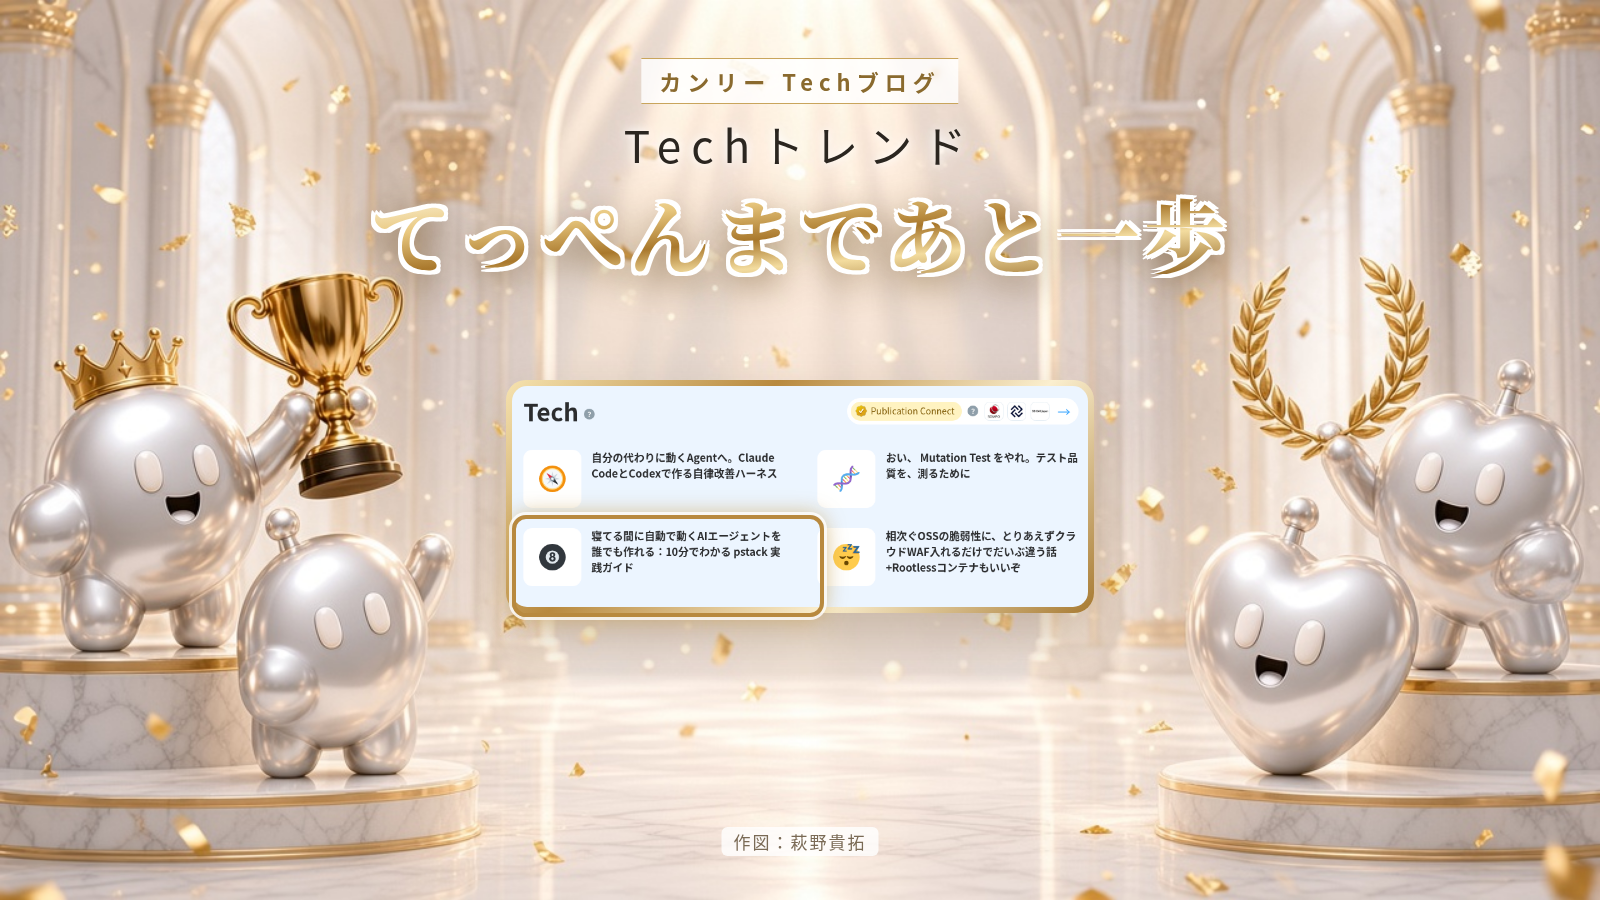 カンリー Techブログ
Techトレンド
てっぺんまであと一歩
Tech
Publication Connect
自分の代わりに動くAgentへ。Claude
CodeとCodexで作る自律改善ハーネス
おい、 Mutation Test をやれ。テスト品
質を、測るために
8
寝てる間に自動で動くAIエージェントを
誰でも作れる：10分でわかる pstack 実
践ガイド
zzz
相次ぐOSSの脆弱性に、とりあえずクラ
ウドWAF入れるだけでだいぶ違う話
+Rootlessコンテナもいいぞ
作図：萩野貴拓